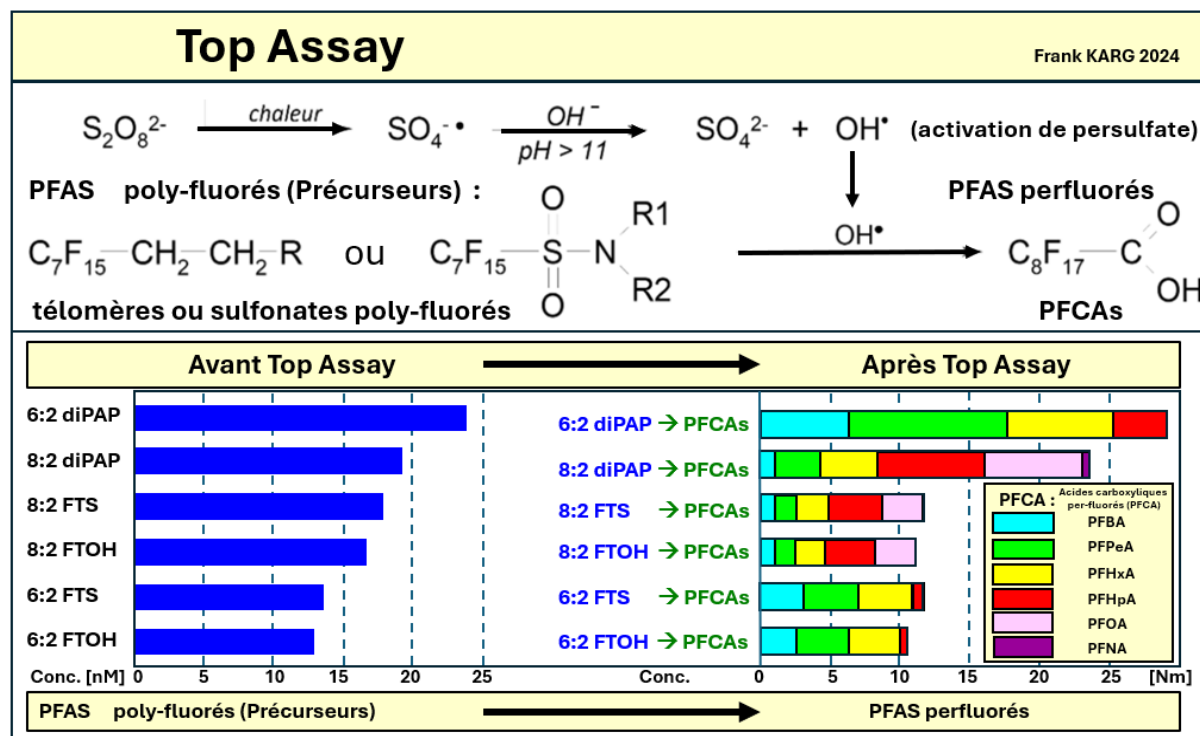 Top Assay
Frank KARG 2024
S₂O₈²⁻ chaleur SO₄⁻• OH⁻ pH > 11 SO₄²⁻ + OH• (activation de persulfate)
PFAS poly-fluorés (Précurseurs) : PFAS perfluorés
C₇F₁₅ CH₂ CH₂ R ou C₇F₁₅ O S O N R1 R2 OH• C₈F₁₇ C O OH
télomères ou sulfonates poly-fluorés PFCAs
Avant Top Assay Après Top Assay
6:2 diPAP 6:2 diPAP → PFCAs
8:2 diPAP 8:2 diPAP → PFCAs
8:2 FTS 8:2 FTS → PFCAs
8:2 FTOH 8:2 FTOH → PFCAs
6:2 FTS 6:2 FTS → PFCAs
6:2 FTOH 6:2 FTOH → PFCAs
PFCA : Acides carboxyliques
per-fluorés (PFCA)
PFBA
PFPeA
PFHxA
PFHpA
PFOA
PFNA
Conc. [nM] 0 5 10 15 20 25 Conc. 0 5 10 15 20 25 [Nm]
PFAS poly-fluorés (Précurseurs) PFAS perfluorés